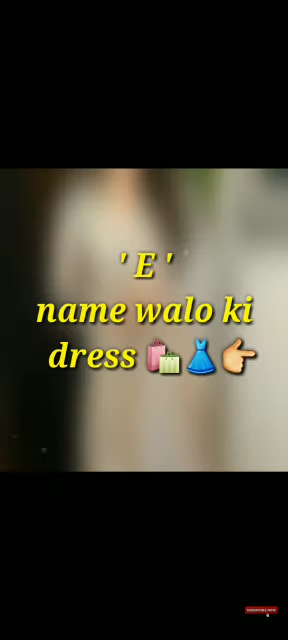 ' E '
name walo ki
dress 🛍️👗👉